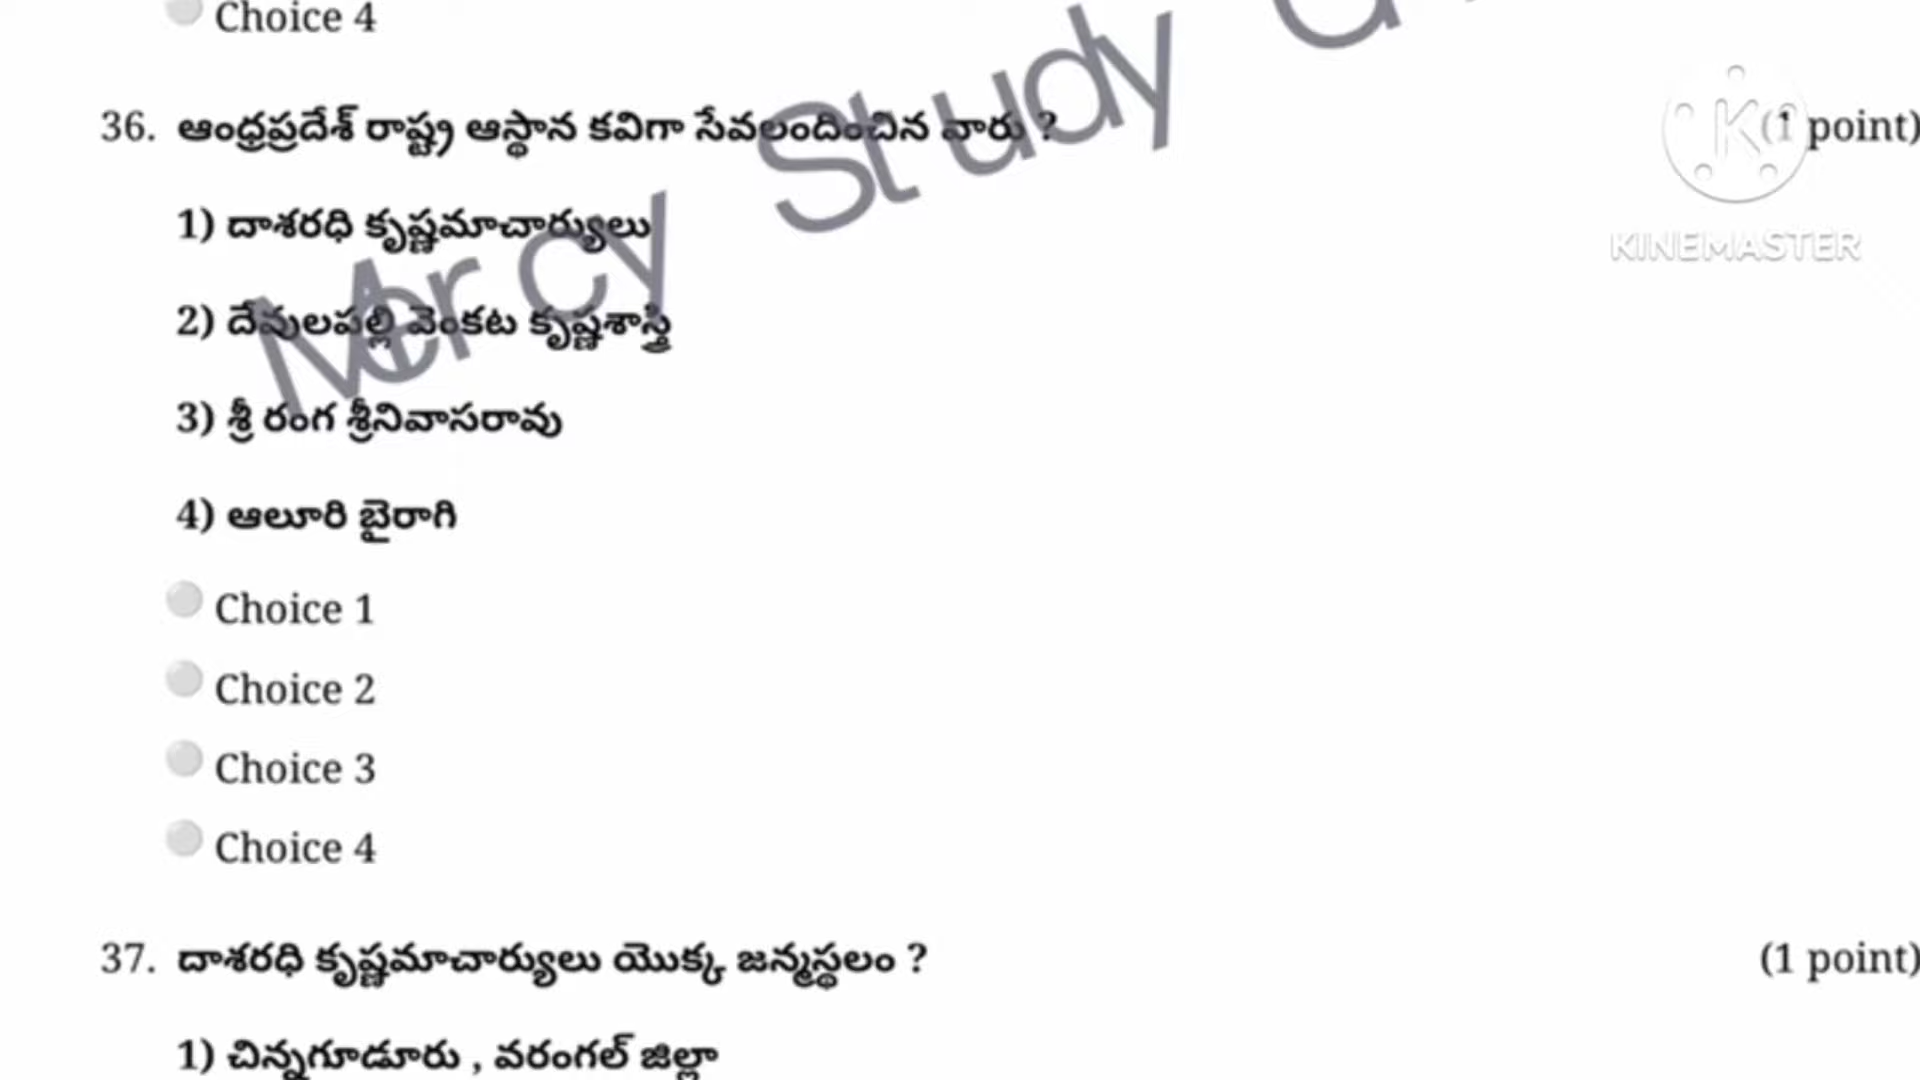 Choice 4
36. ఆంధ్రప్రదేశ్ రాష్ట్ర ఆస్థాన కవిగా సేవలందించిన వారు ? (1 point)
1) దాశరధి కృష్ణమాచార్యులు
2) దేవులపల్లి వెంకట కృష్ణశాస్త్రి
3) శ్రీ రంగ శ్రీనివాసరావు
4) ఆలూరి బైరాగి
Choice 1
Choice 2
Choice 3
Choice 4
37. దాశరధి కృష్ణమాచార్యులు యొక్క జన్మస్థలం ? (1 point)
1) చిన్నగూడూరు , వరంగల్ జిల్లా
Mercy Study
K
KINEMASTER